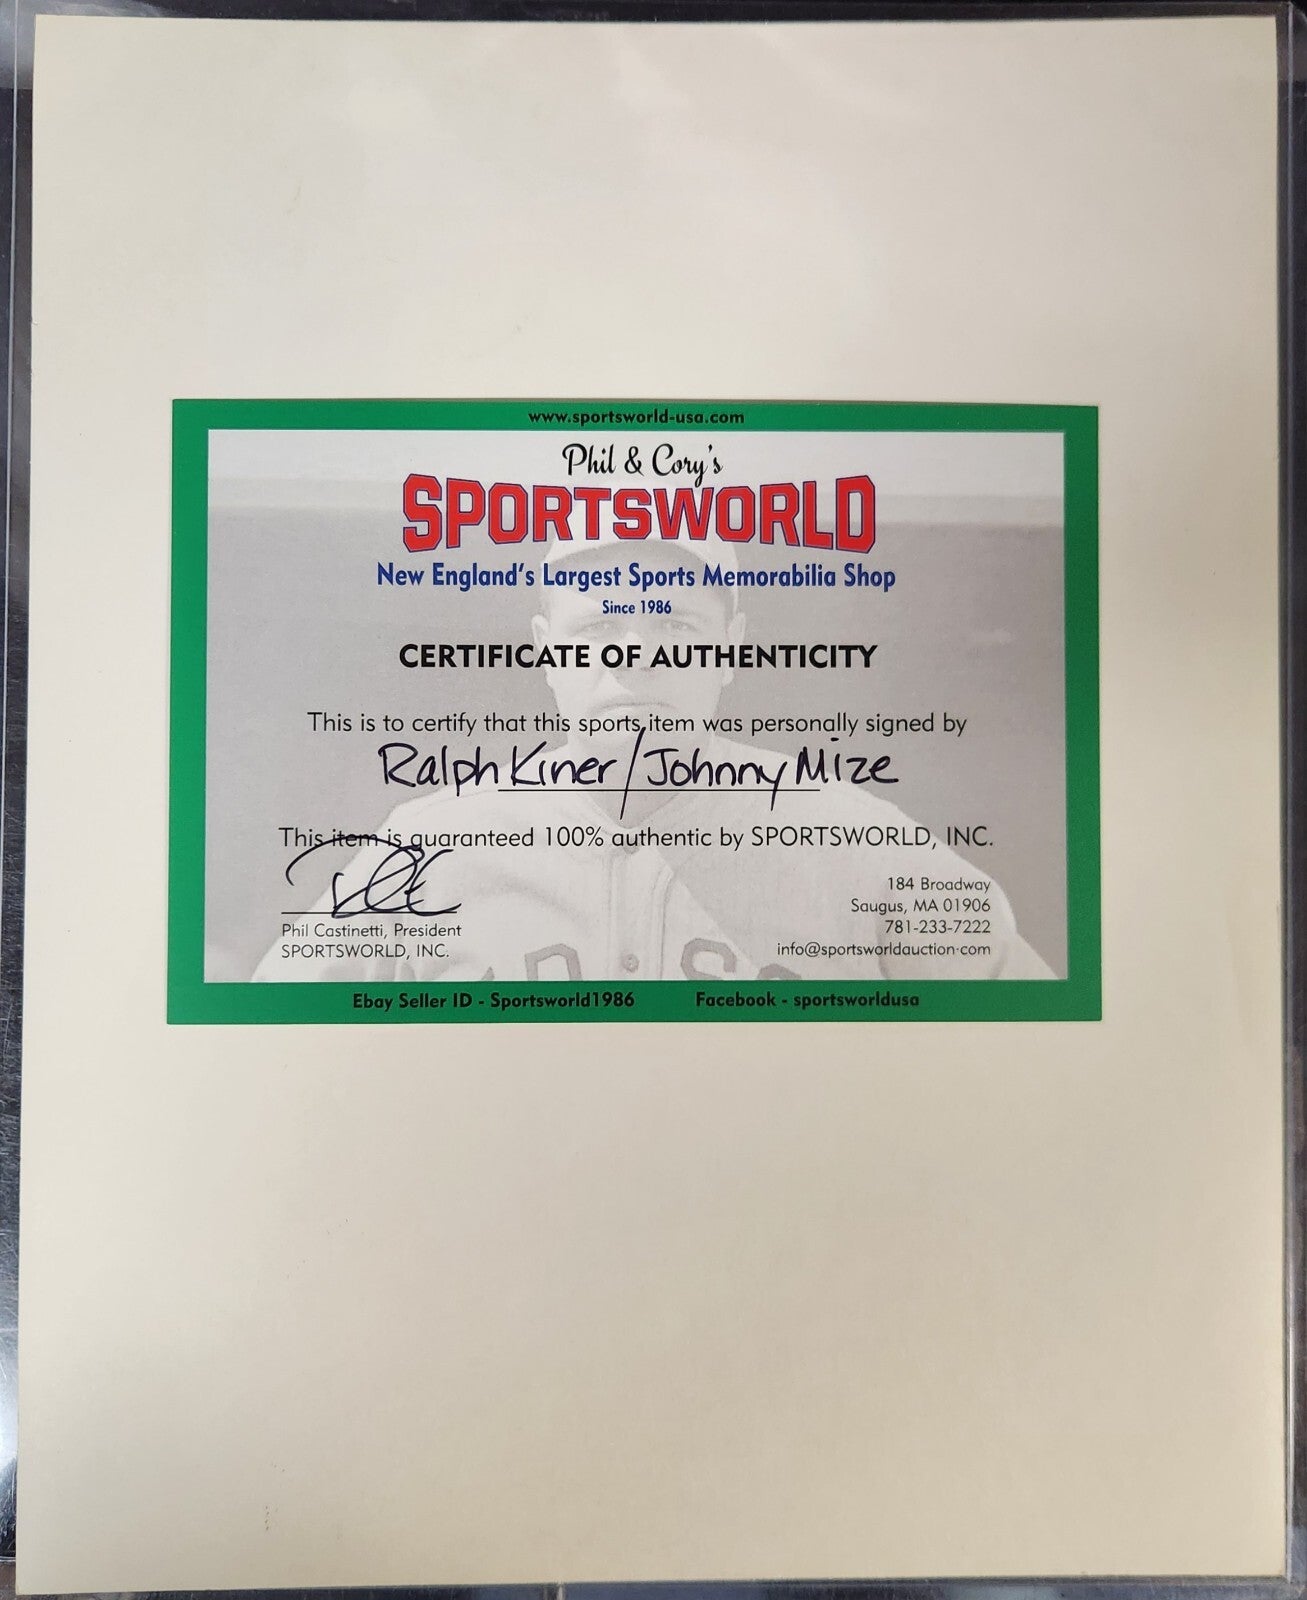 www.sportsworld-usa.com
Phil & Cory's
SPORTSWORLD
New England's Largest Sports Memorabilia Shop
Since 1986
CERTIFICATE OF AUTHENTICITY
This is to certify that this sports item was personally signed by
Ralph Kiner/Johnny Mize
This item is guaranteed 100% authentic by SPORTSWORLD, INC.
Phil Castinetti, President
SPORTSWORLD, INC.
184 Broadway
Saugus, MA 01906
781-233-7222
info@sportsworldauction.com
Ebay Seller ID - Sportsworld1986 Facebook - sportsworldusa